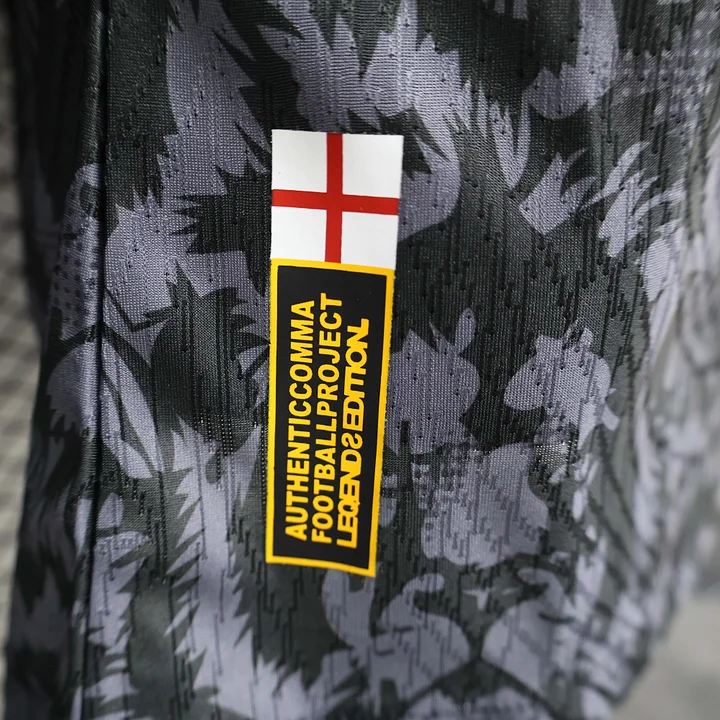 AUTHENTICCOMMA
FOOTBALLPROJECT
LEGENDS EDITION.